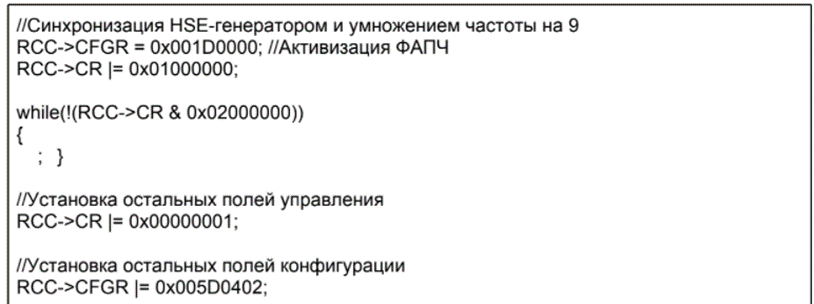 //Синхронизация HSE-генератором и умножением частоты на 9
RCC->CFGR = 0x001D0000; //Активизация ФАПЧ
RCC->CR |= 0x01000000;
while(!(RCC->CR & 0x02000000))
{
; }
//Установка остальных полей управления
RCC->CR |= 0x00000001;
//Установка остальных полей конфигурации
RCC->CFGR |= 0x005D0402;